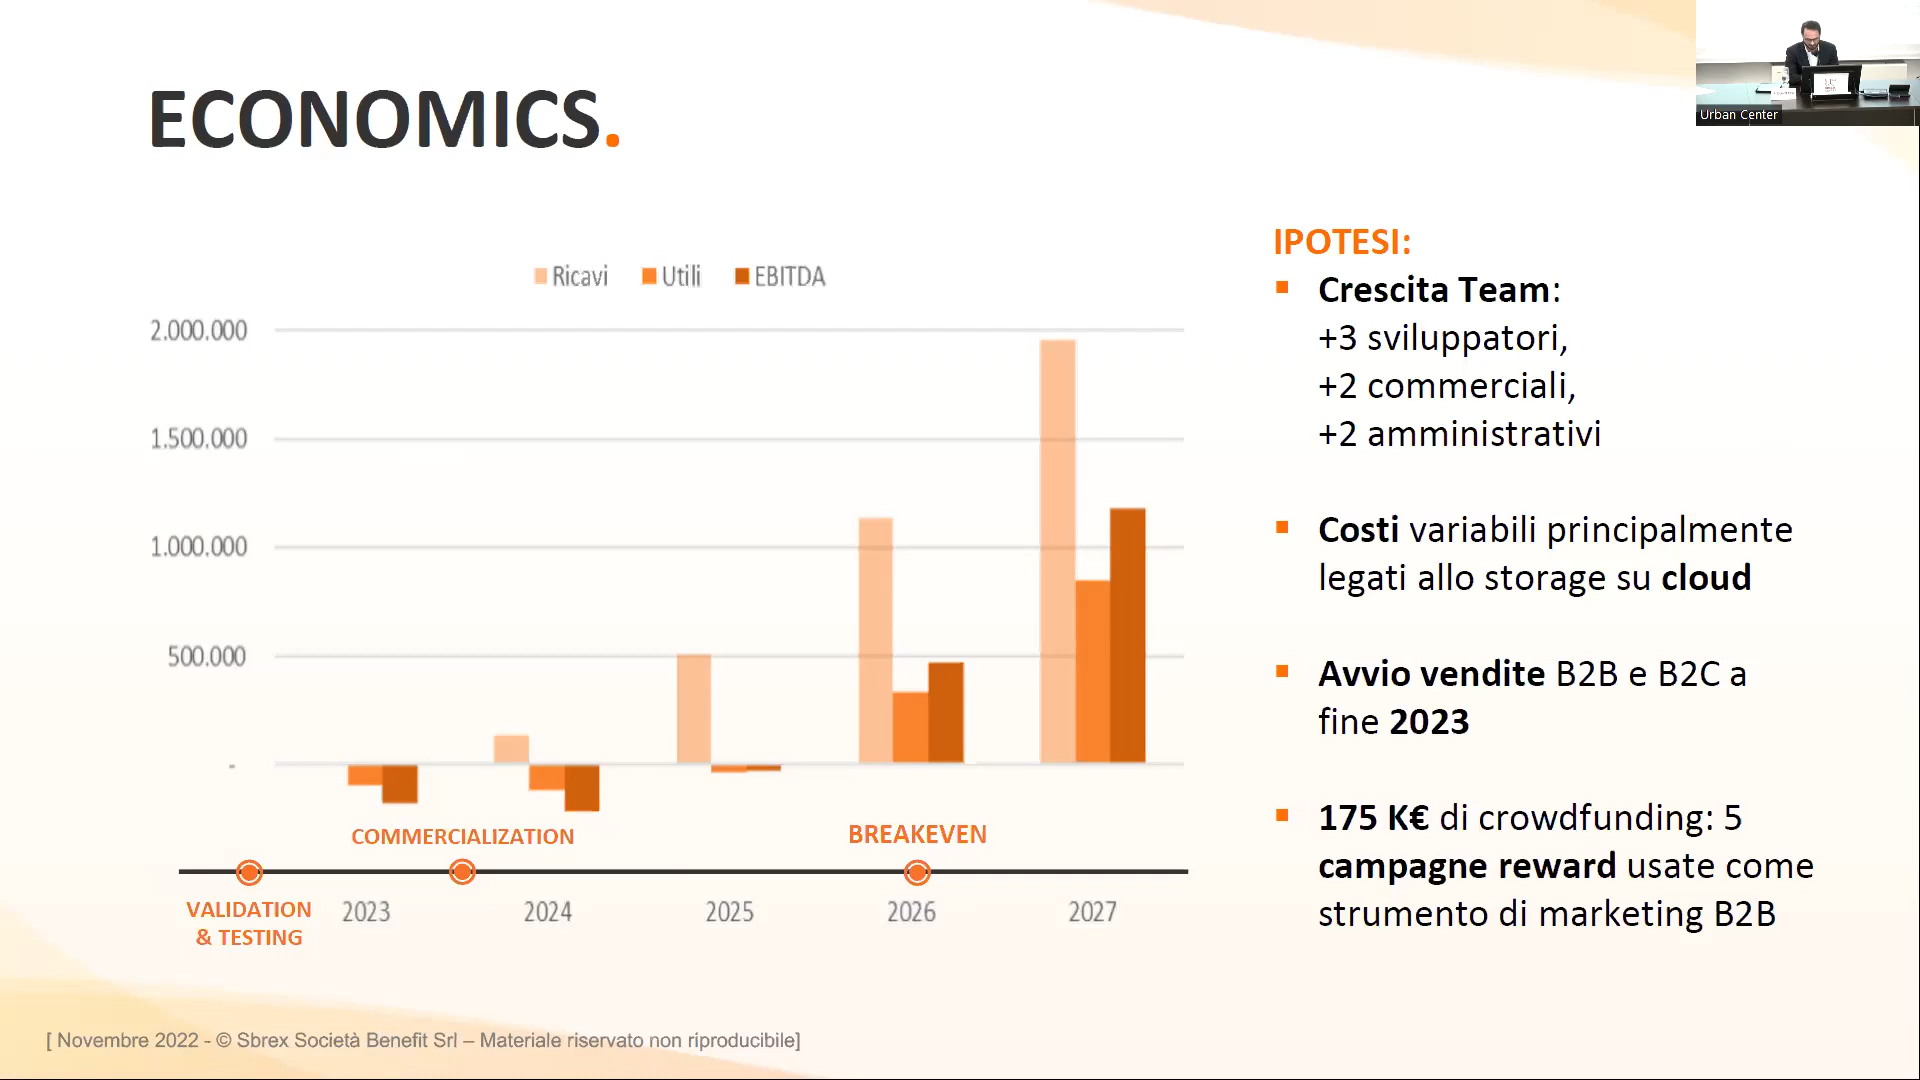 Urban Center
ECONOMICS.
Ricavi Utili EBITDA
2.000.000
1.500.000
1.000.000
500.000
-
COMMERCIALIZATION
BREAKEVEN
VALIDATION
& TESTING
2023 2024 2025 2026 2027
IPOTESI:
▪ Crescita Team:
+3 sviluppatori,
+2 commerciali,
+2 amministrativi
▪ Costi variabili principalmente
legati allo storage su cloud
▪ Avvio vendite B2B e B2C a
fine 2023
▪ 175 K€ di crowdfunding: 5
campagne reward usate come
strumento di marketing B2B
[ Novembre 2022 - © Sbrex Società Benefit Srl – Materiale riservato non riproducibile]